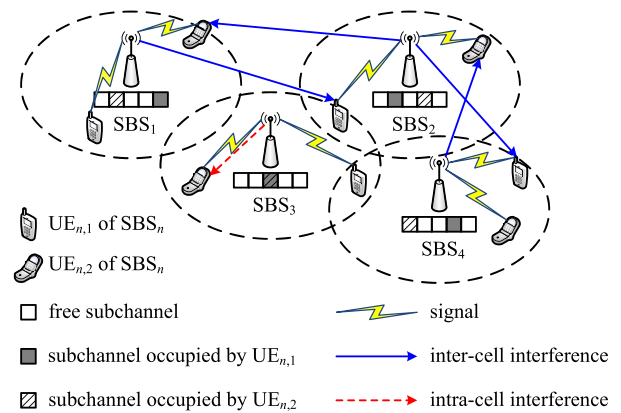 SBS₁
SBS₂
SBS₃
SBS₄
UEₙ,₁ of SBSₙ
UEₙ,₂ of SBSₙ
free subchannel
signal
subchannel occupied by UEₙ,₁
inter-cell interference
subchannel occupied by UEₙ,₂
intra-cell interference